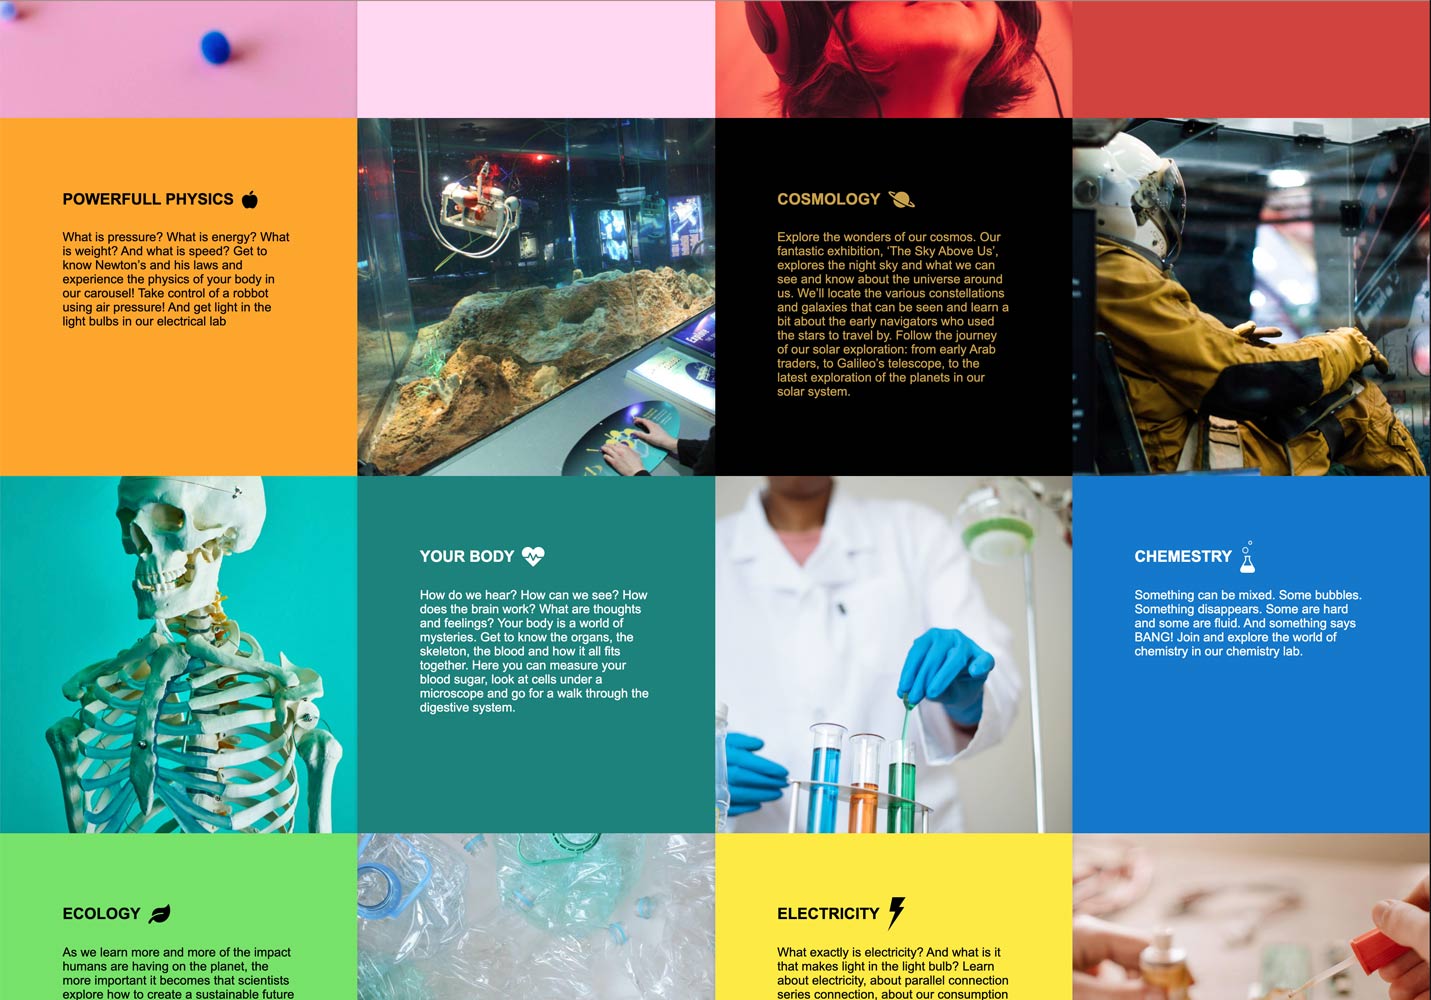 POWERFULL PHYSICS
What is pressure? What is energy? What
is weight? And what is speed? Get to
know Newton's and his laws and
experience the physics of your body in
our carousel! Take control of a robbot
using air pressure! And get light in the
light bulbs in our electrical lab
COSMOLOGY
Explore the wonders of our cosmos. Our
fantastic exhibition, 'The Sky Above Us',
explores the night sky and what we can
see and know about the universe around
us. We'll locate the various constellations
and galaxies that can be seen and learn a
bit about the early navigators who used
the stars to travel by. Follow the journey
of our solar exploration: from early Arab
traders, to Galileo's telescope, to the
latest exploration of the planets in our
solar system.
YOUR BODY
How do we hear? How can we see? How
does the brain work? What are thoughts
and feelings? Your body is a world of
mysteries. Get to know the organs, the
skeleton, the blood and how it all fits
together. Here you can measure your
blood sugar, look at cells under a
microscope and go for a walk through the
digestive system.
CHEMESTRY
Something can be mixed. Some bubbles.
Something disappears. Some are hard
and some are fluid. And something says
BANG! Join and explore the world of
chemistry in our chemistry lab.
ECOLOGY
As we learn more and more of the impact
humans are having on the planet, the
more important it becomes that scientists
explore how to create a sustainable future
ELECTRICITY
What exactly is electricity? And what is it
that makes light in the light bulb? Learn
about electricity, about parallel connection
series connection, about our consumption